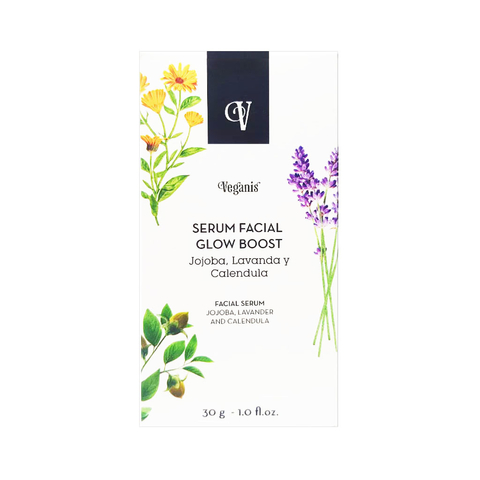 V
Veganis
SERUM FACIAL
GLOW BOOST
Jojoba, Lavanda y
Calendula
FACIAL SERUM
JOJOBA, LAVANDER
AND CALENDULA
30 g - 1.0 fl.oz.